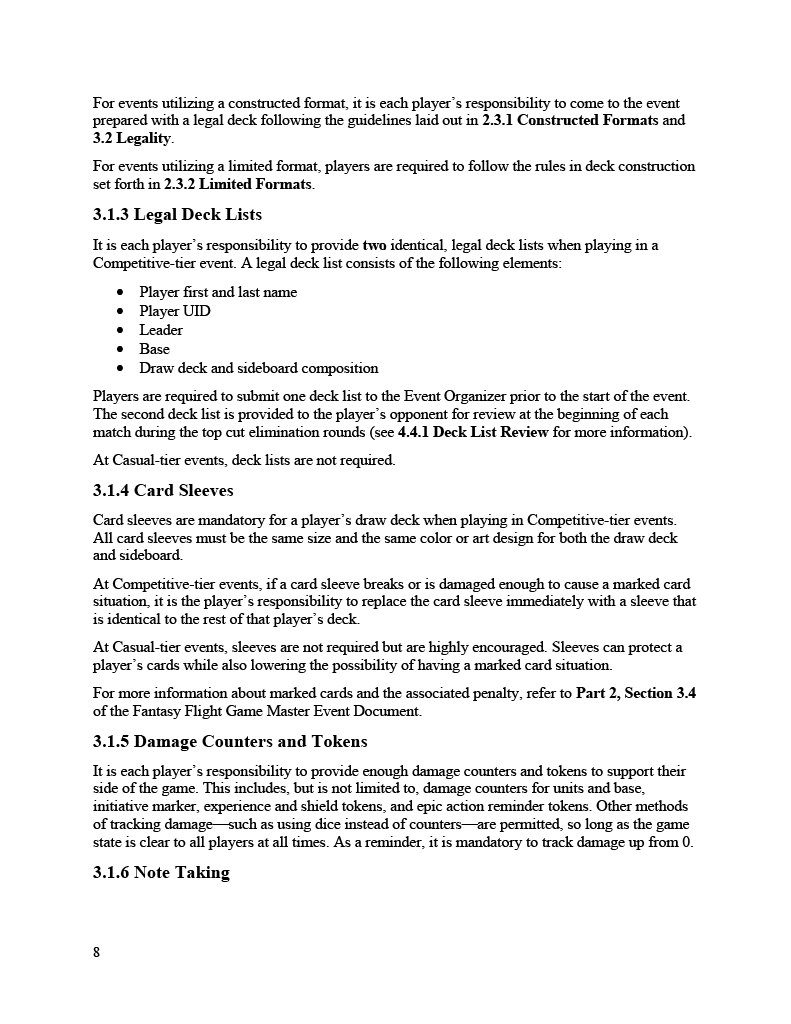 For events utilizing a constructed format, it is each player's responsibility to come to the event
prepared with a legal deck following the guidelines laid out in 2.3.1 Constructed Formats and
3.2 Legality.
For events utilizing a limited format, players are required to follow the rules in deck construction
set forth in 2.3.2 Limited Formats.
3.1.3 Legal Deck Lists
It is each player's responsibility to provide two identical, legal deck lists when playing in a
Competitive-tier event. A legal deck list consists of the following elements:
• Player first and last name
• Player UID
• Leader
• Base
• Draw deck and sideboard composition
Players are required to submit one deck list to the Event Organizer prior to the start of the event.
The second deck list is provided to the player's opponent for review at the beginning of each
match during the top cut elimination rounds (see 4.4.1 Deck List Review for more information).
At Casual-tier events, deck lists are not required.
3.1.4 Card Sleeves
Card sleeves are mandatory for a player's draw deck when playing in Competitive-tier events.
All card sleeves must be the same size and the same color or art design for both the draw deck
and sideboard.
At Competitive-tier events, if a card sleeve breaks or is damaged enough to cause a marked card
situation, it is the player's responsibility to replace the card sleeve immediately with a sleeve that
is identical to the rest of that player's deck.
At Casual-tier events, sleeves are not required but are highly encouraged. Sleeves can protect a
player's cards while also lowering the possibility of having a marked card situation.
For more information about marked cards and the associated penalty, refer to Part 2, Section 3.4
of the Fantasy Flight Game Master Event Document.
3.1.5 Damage Counters and Tokens
It is each player's responsibility to provide enough damage counters and tokens to support their
side of the game. This includes, but is not limited to, damage counters for units and base,
initiative marker, experience and shield tokens, and epic action reminder tokens. Other methods
of tracking damage—such as using dice instead of counters—are permitted, so long as the game
state is clear to all players at all times. As a reminder, it is mandatory to track damage up from 0.
3.1.6 Note Taking
8